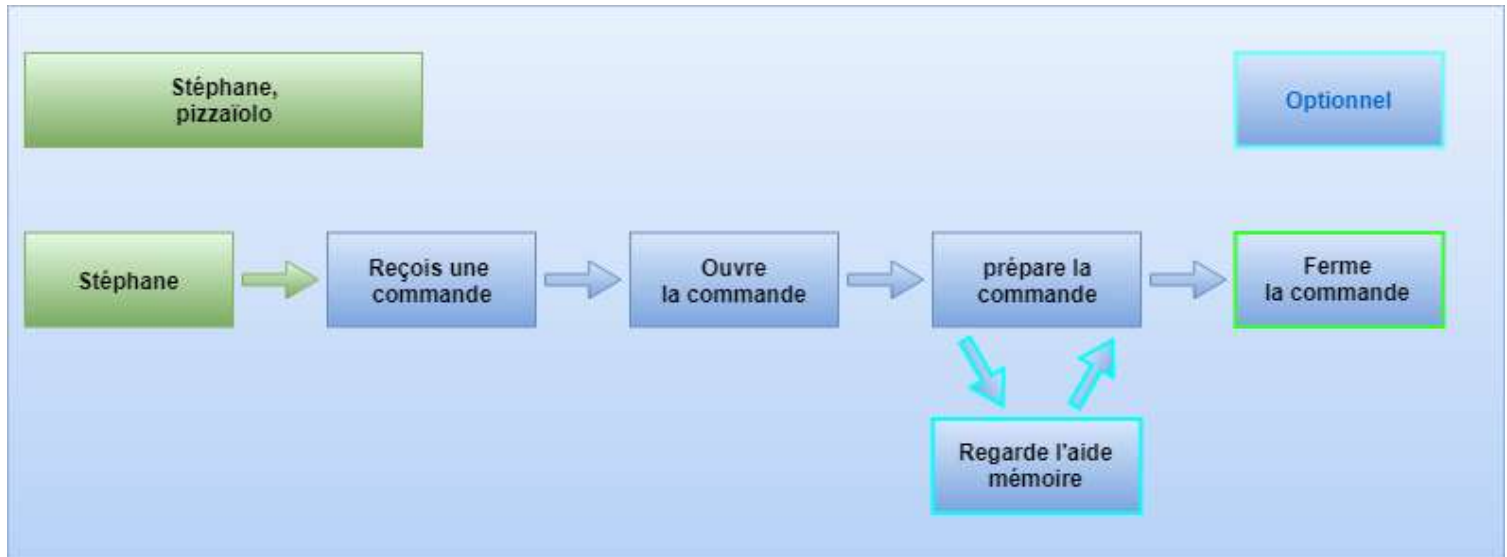 Stéphane,
pizzaïolo
Optionnel
Stéphane
Reçois une
commande
Ouvre
la commande
prépare la
commande
Ferme
la commande
Regarde l'aide
mémoire